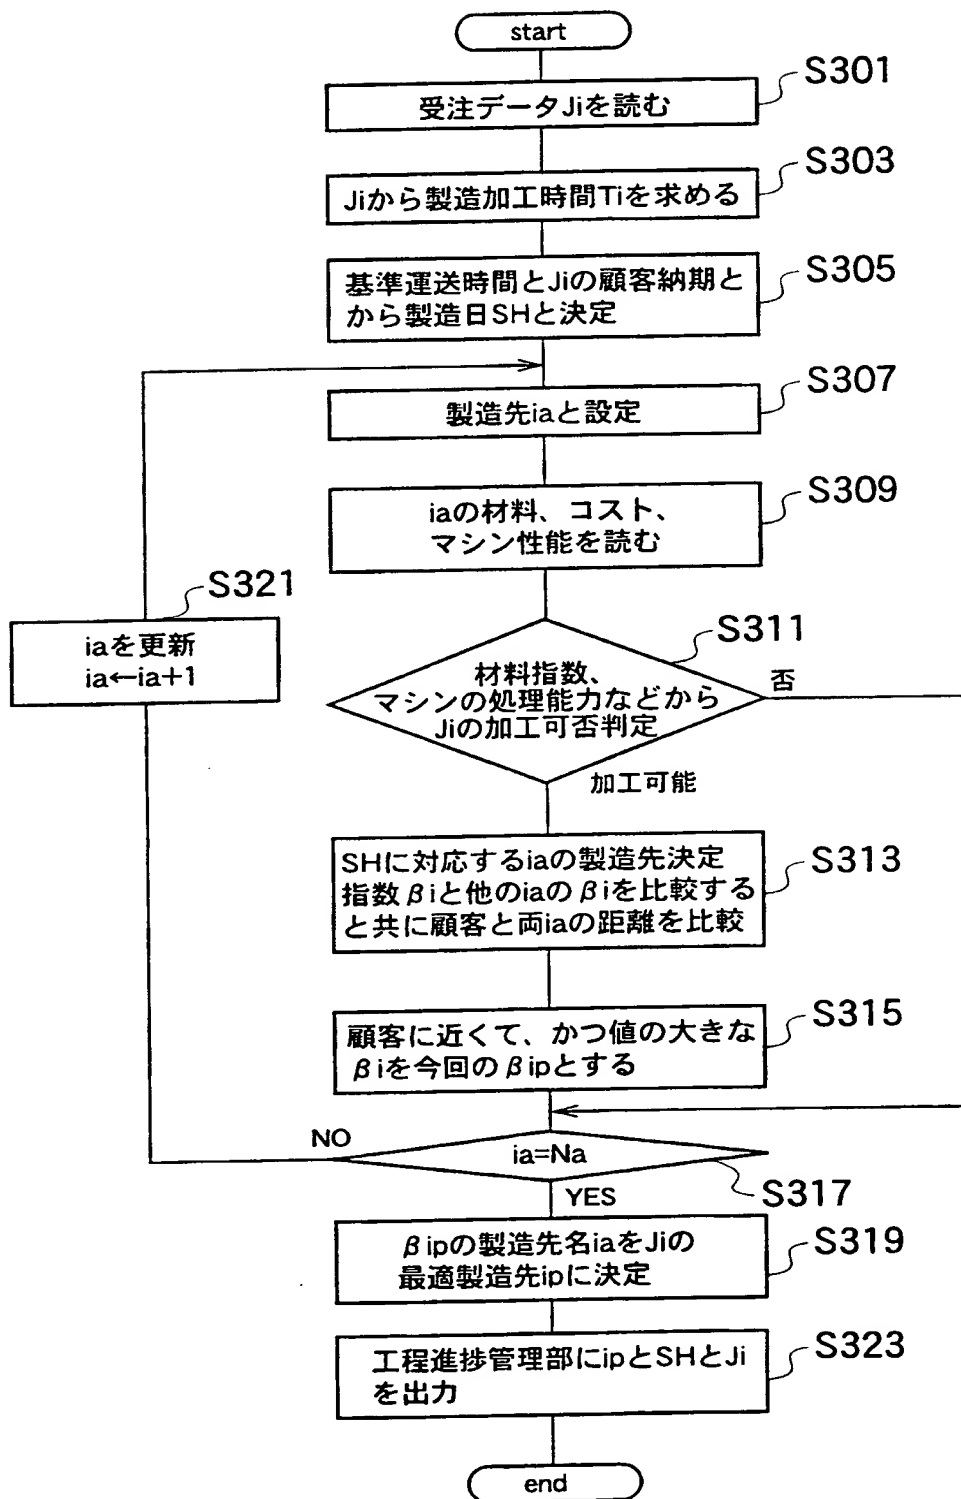 start
S301
受注データJiを読む
S303
Jiから製造加工時間Tiを求める
S305
基準運送時間とJiの顧客納期と
から製造日SHと決定
S307
製造先iaと設定
S309
iaの材料、コスト、
マシン性能を読む
S321
iaを更新
ia←ia+1
S311
材料指数、
マシンの処理能力などから
Jiの加工可否判定
否
加工可能
S313
SHに対応するiaの製造先決定
指数βiと他のiaのβiを比較する
と共に顧客と両iaの距離を比較
S315
顧客に近くて、かつ値の大きな
βiを今回のβipとする
NO
ia=Na
S317
YES
S319
βipの製造先名iaをJiの
最適製造先ipに決定
S323
工程進捗管理部にipとSHとJi
を出力
end